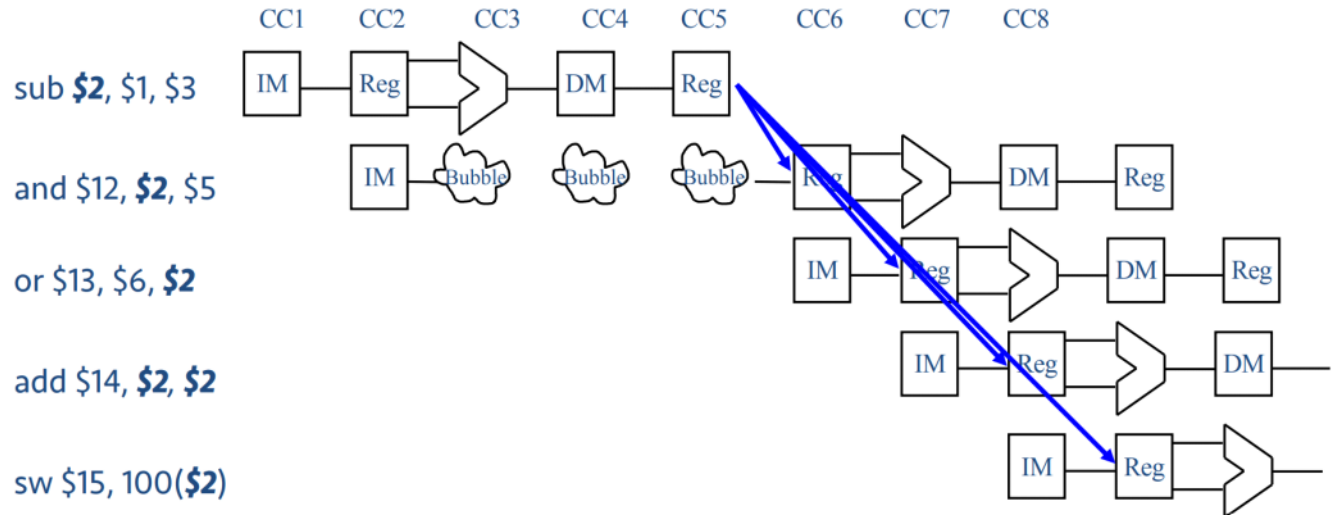 CC1 CC2 CC3 CC4 CC5 CC6 CC7 CC8
sub $2, $1, $3 IM Reg DM Reg
and $12, $2, $5 IM Bubble Bubble Bubble Reg DM Reg
or $13, $6, $2 IM Reg DM Reg
add $14, $2, $2 IM Reg DM
sw $15, 100($2) IM Reg